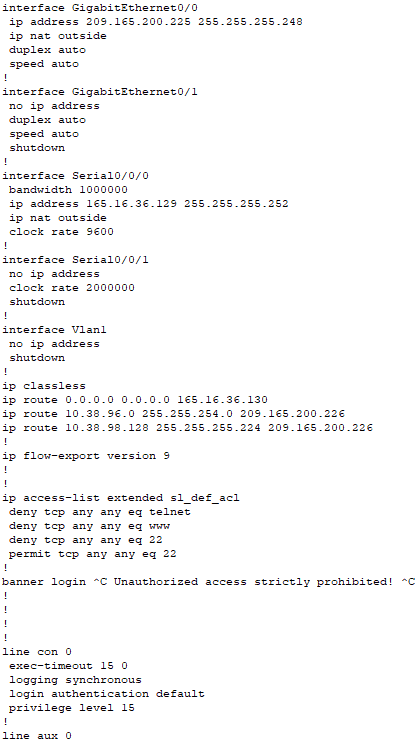 interface GigabitEthernet0/0
 ip address 209.165.200.225 255.255.255.248
 ip nat outside
 duplex auto
 speed auto
!
interface GigabitEthernet0/1
 no ip address
 duplex auto
 speed auto
 shutdown
!
interface Serial0/0/0
 bandwidth 1000000
 ip address 165.16.36.129 255.255.255.252
 ip nat outside
 clock rate 9600
!
interface Serial0/0/1
 no ip address
 clock rate 2000000
 shutdown
!
interface Vlan1
 no ip address
 shutdown
!
ip classless
ip route 0.0.0.0 0.0.0.0 165.16.36.130
ip route 10.38.96.0 255.255.254.0 209.165.200.226
ip route 10.38.98.128 255.255.255.224 209.165.200.226
!
ip flow-export version 9
!
!
ip access-list extended sl_def_acl
 deny tcp any any eq telnet
 deny tcp any any eq www
 deny tcp any any eq 22
 permit tcp any any eq 22
!
banner login ^C Unauthorized access strictly prohibited! ^C
!
!
!
!
line con 0
 exec-timeout 15 0
 logging synchronous
 login authentication default
 privilege level 15
!
line aux 0